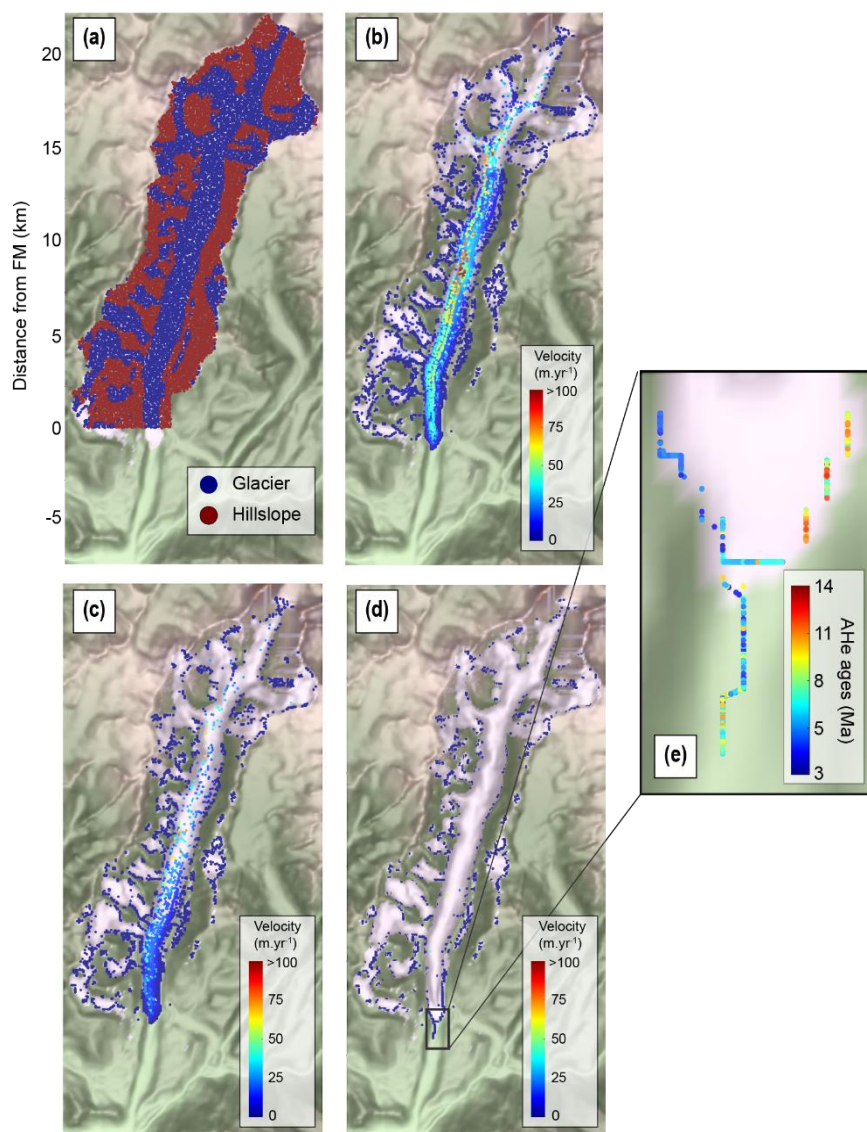 (a)
(b)
Distance from FM (km)
20
15
10
5
0
-5
Glacier
Hillslope
Velocity
(m.yr⁻¹)
>100
75
50
25
0
(c)
(d)
Velocity
(m.yr⁻¹)
>100
75
50
25
0
Velocity
(m.yr⁻¹)
>100
75
50
25
0
(e)
AHe ages (Ma)
14
11
8
5
3